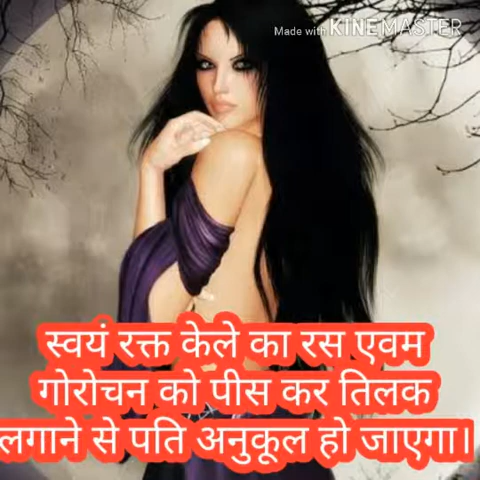 Made with KINEMASTER
स्वयं रक्त केले का रस एवम
गोरोचन को पीस कर तिलक
लगाने से पति अनुकूल हो जाएगा।